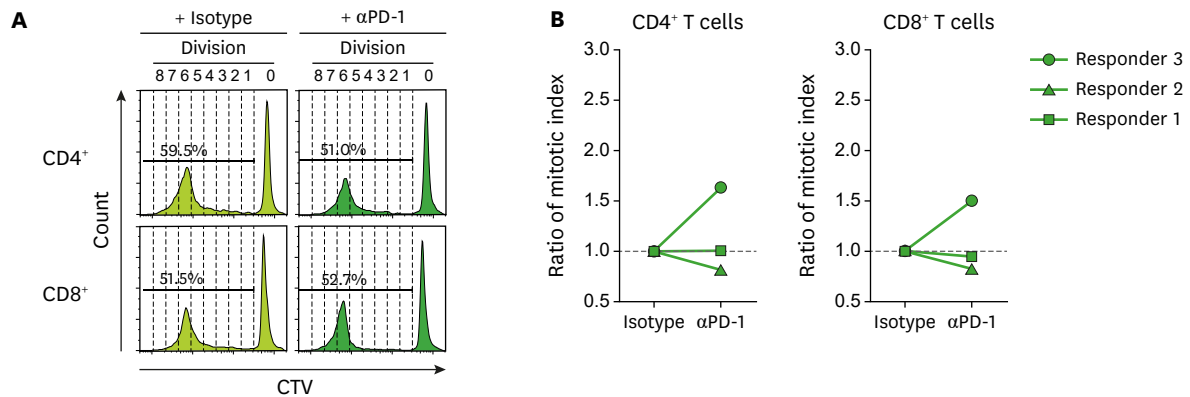 A
+ Isotype
+ αPD-1
Division
Division
8 7 6 5 4 3 2 1 0
8 7 6 5 4 3 2 1 0
CD4⁺
59.5%
51.0%
Count
CD8⁺
51.5%
52.7%
CTV
B
CD4⁺ T cells
Ratio of mitotic index
3.0
2.5
2.0
1.5
1.0
0.5
Isotype αPD-1
CD8⁺ T cells
Ratio of mitotic index
3.0
2.5
2.0
1.5
1.0
0.5
Isotype αPD-1
Responder 3
Responder 2
Responder 1